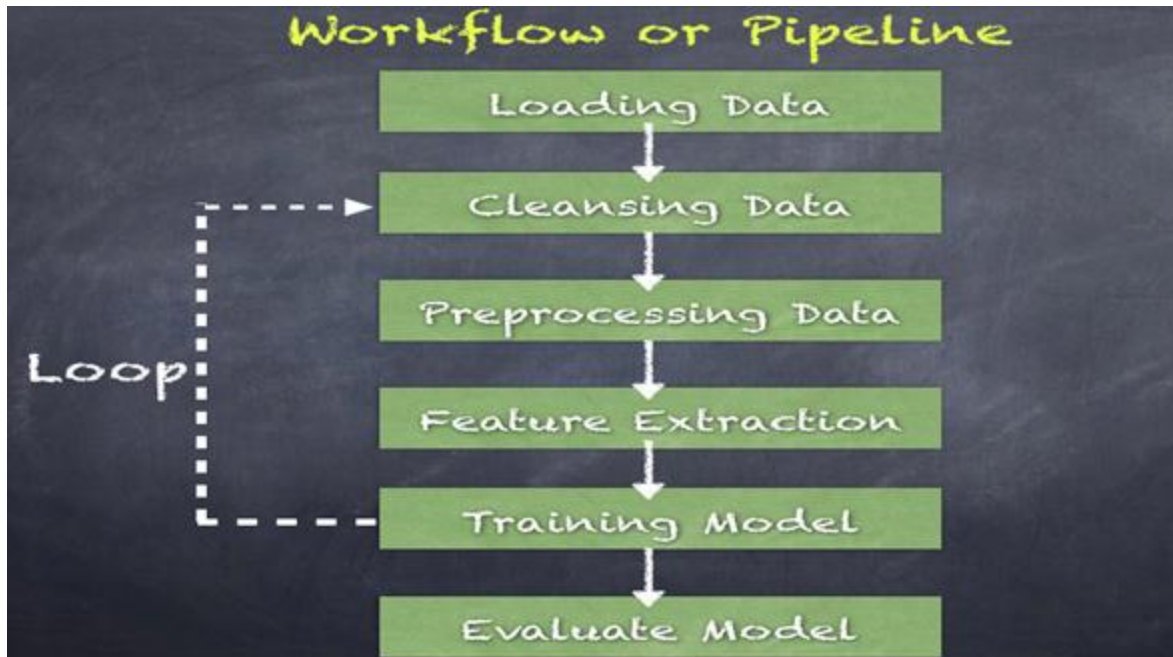 Workflow or Pipeline
Loading Data
Cleansing Data
Preprocessing Data
Loop
Feature Extraction
Training Model
Evaluate Model